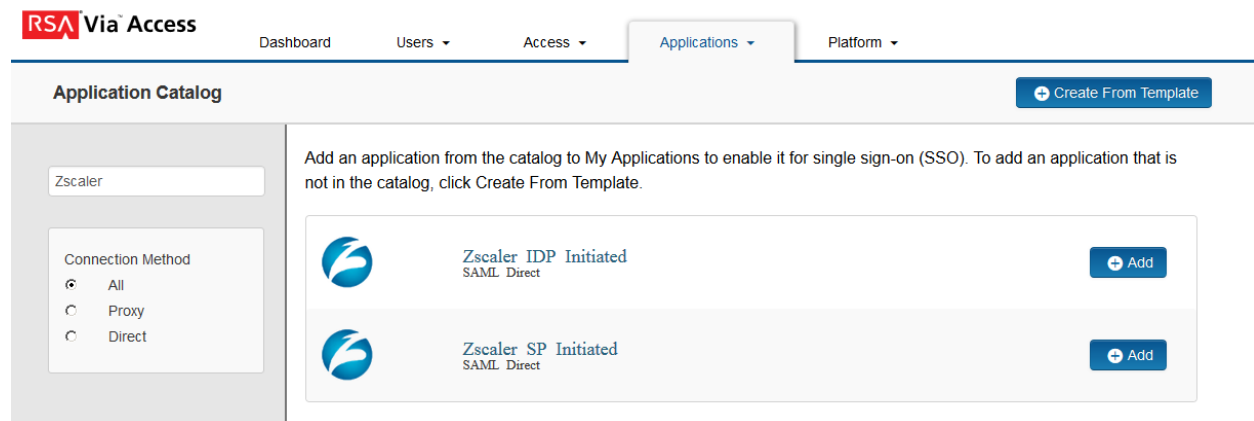 RSA Via Access
Dashboard Users Access Applications Platform
Application Catalog
Create From Template
Zscaler
Connection Method
All
Proxy
Direct
Add an application from the catalog to My Applications to enable it for single sign-on (SSO). To add an application that is
not in the catalog, click Create From Template.
Zscaler IDP Initiated
SAML Direct
Add
Zscaler SP Initiated
SAML Direct
Add